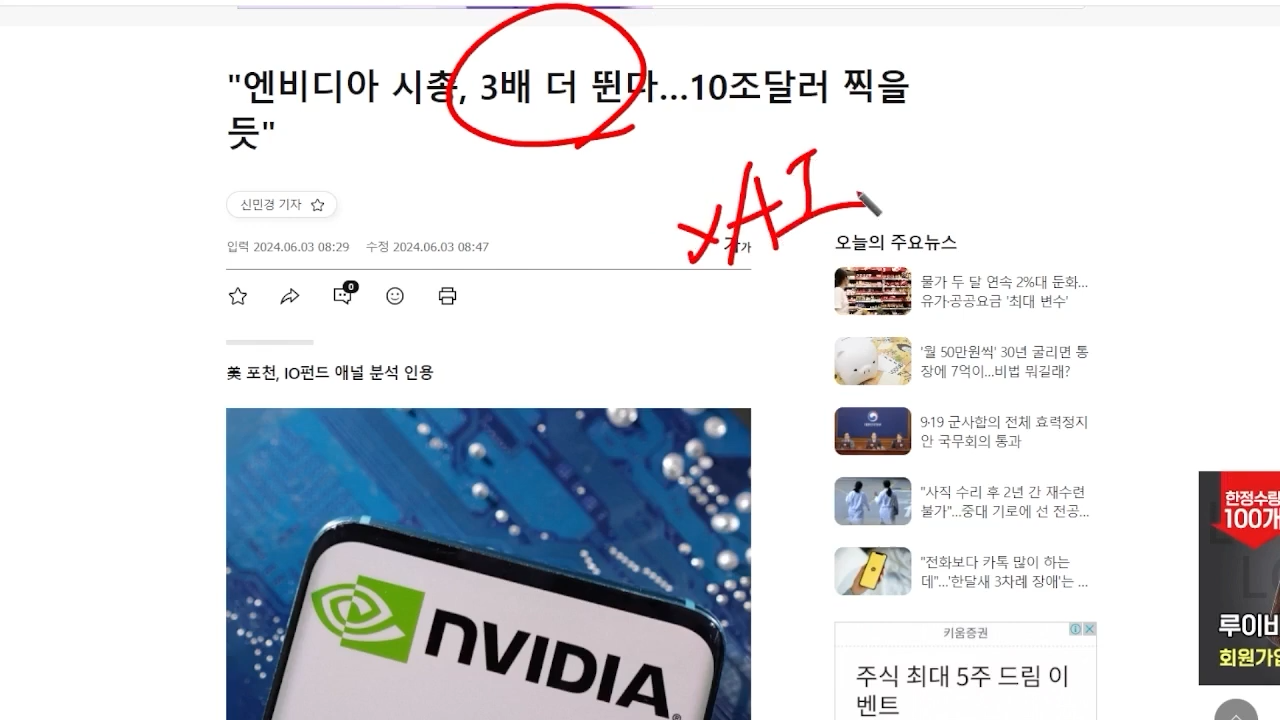 "엔비디아 시총, 3배 더 뛴다...10조달러 찍을
듯"
xAI
신민경 기자
입력 2024.06.03 08:29 수정 2024.06.03 08:47
가
0
美 포천, IO펀드 애널 분석 인용
NVIDIA
오늘의 주요뉴스
물가 두 달 연속 2%대 둔화...
유가·공공요금 '최대 변수'
'월 50만원씩' 30년 굴리면 통
장에 7억이...비법 뭐길래?
9·19 군사합의 전체 효력정지
안 국무회의 통과
"사직 수리 후 2년 간 재수련
불가"...중대 기로에 선 전공...
"전화보다 카톡 많이 하는
데"...'한달새 3차례 장애'는 ...
키움증권
주식 최대 5주 드림 이
벤트
한정수량
100개
루이비
회원가입